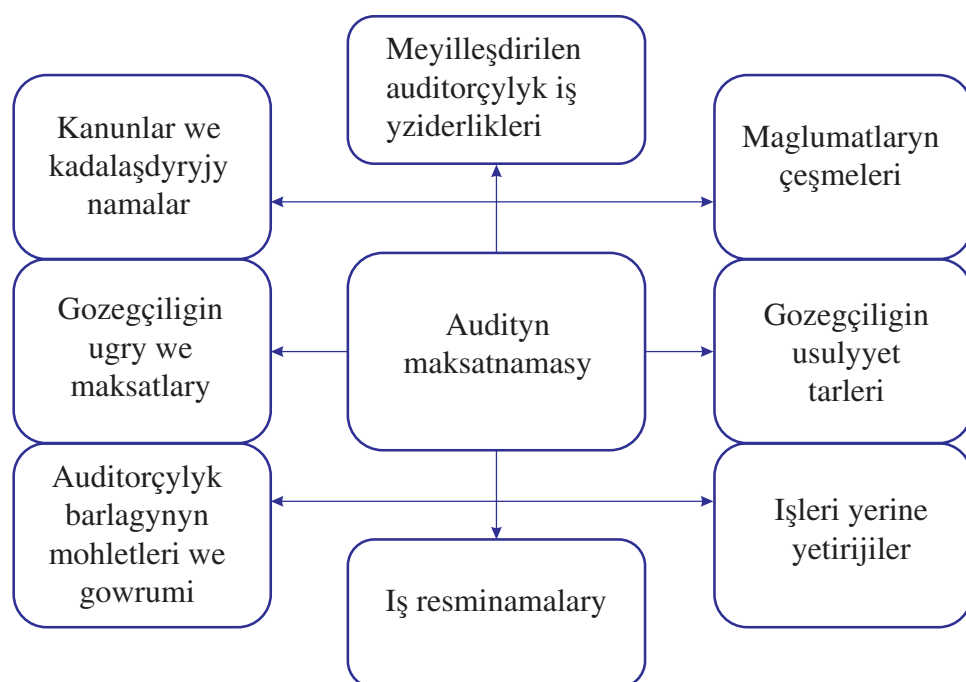 Meyilleşdirilen
auditorçylyk iş
yziderlikleri
Kanunlar we
kadalaşdyryjy
namalar
Maglumatlaryn
çeşmeleri
Gozegçiligin
ugry we
maksatlary
Audityn
maksatnamasy
Gozegçiligin
usulyyet
tarleri
Auditorçylyk
barlagynyn
mohletleri we
gowrumi
Işleri yerine
yetirijiler
Iş resminamalary